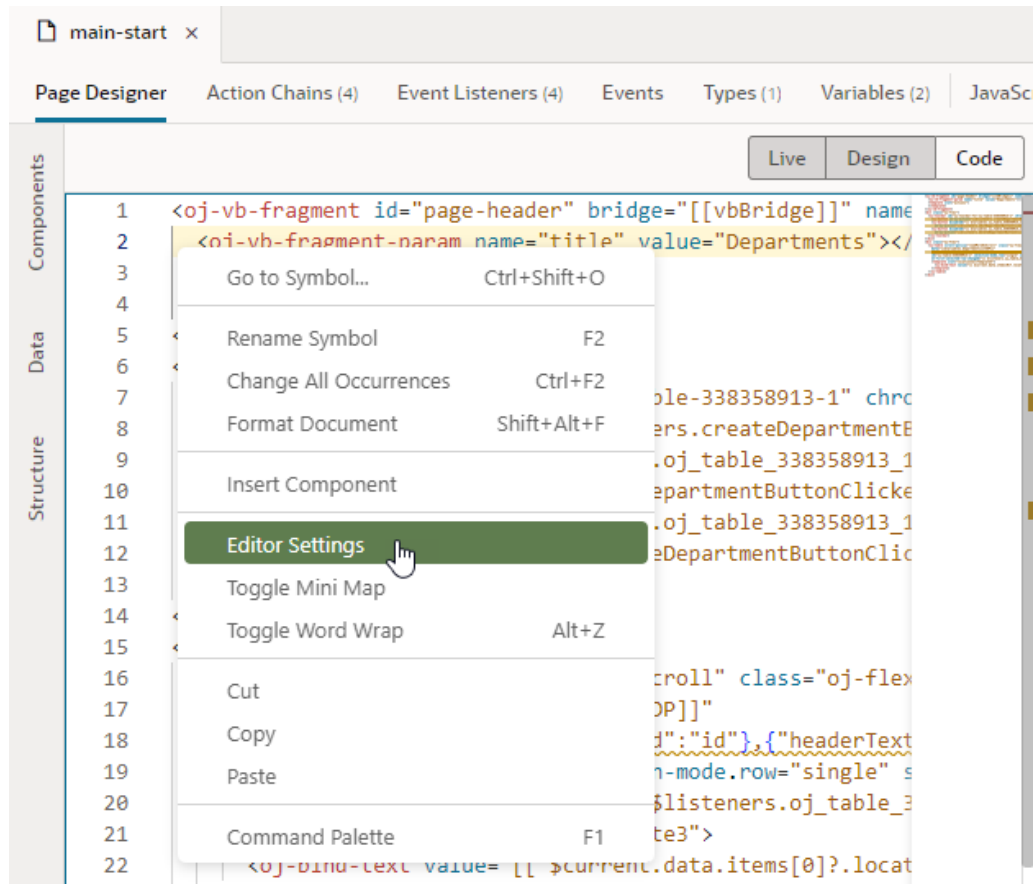 main-start ×
Page Designer Action Chains (4) Event Listeners (4) Events Types (1) Variables (2)
Live Design Code
Components
Data
Structure
1 <oj-vb-fragment id="page-header" bridge="[[vbBridge]]" name
2 <oj-vb-fragment-param name="title" value="Departments"></
3
4
5 <
6 <
7 ble-338358913-1" chro
8 ers.createDepartmentB
9 .oj_table_338358913_1
10 epartmentButtonClicke
11 .oj_table_338358913_1
12 eDepartmentButtonClic
13
14 <
15 <
16 croll" class="oj-flex
17 DP]]"
18 d":"id"},{"headerText
19 n-mode.row="single" s
20 $listeners.oj_table_3
21 te3">
22 <oj-bind-text value="[[ $current.data.items[0]?.locat
Go to Symbol... Ctrl+Shift+O
Rename Symbol F2
Change All Occurrences Ctrl+F2
Format Document Shift+Alt+F
Insert Component
Editor Settings
Toggle Mini Map
Toggle Word Wrap Alt+Z
Cut
Copy
Paste
Command Palette F1